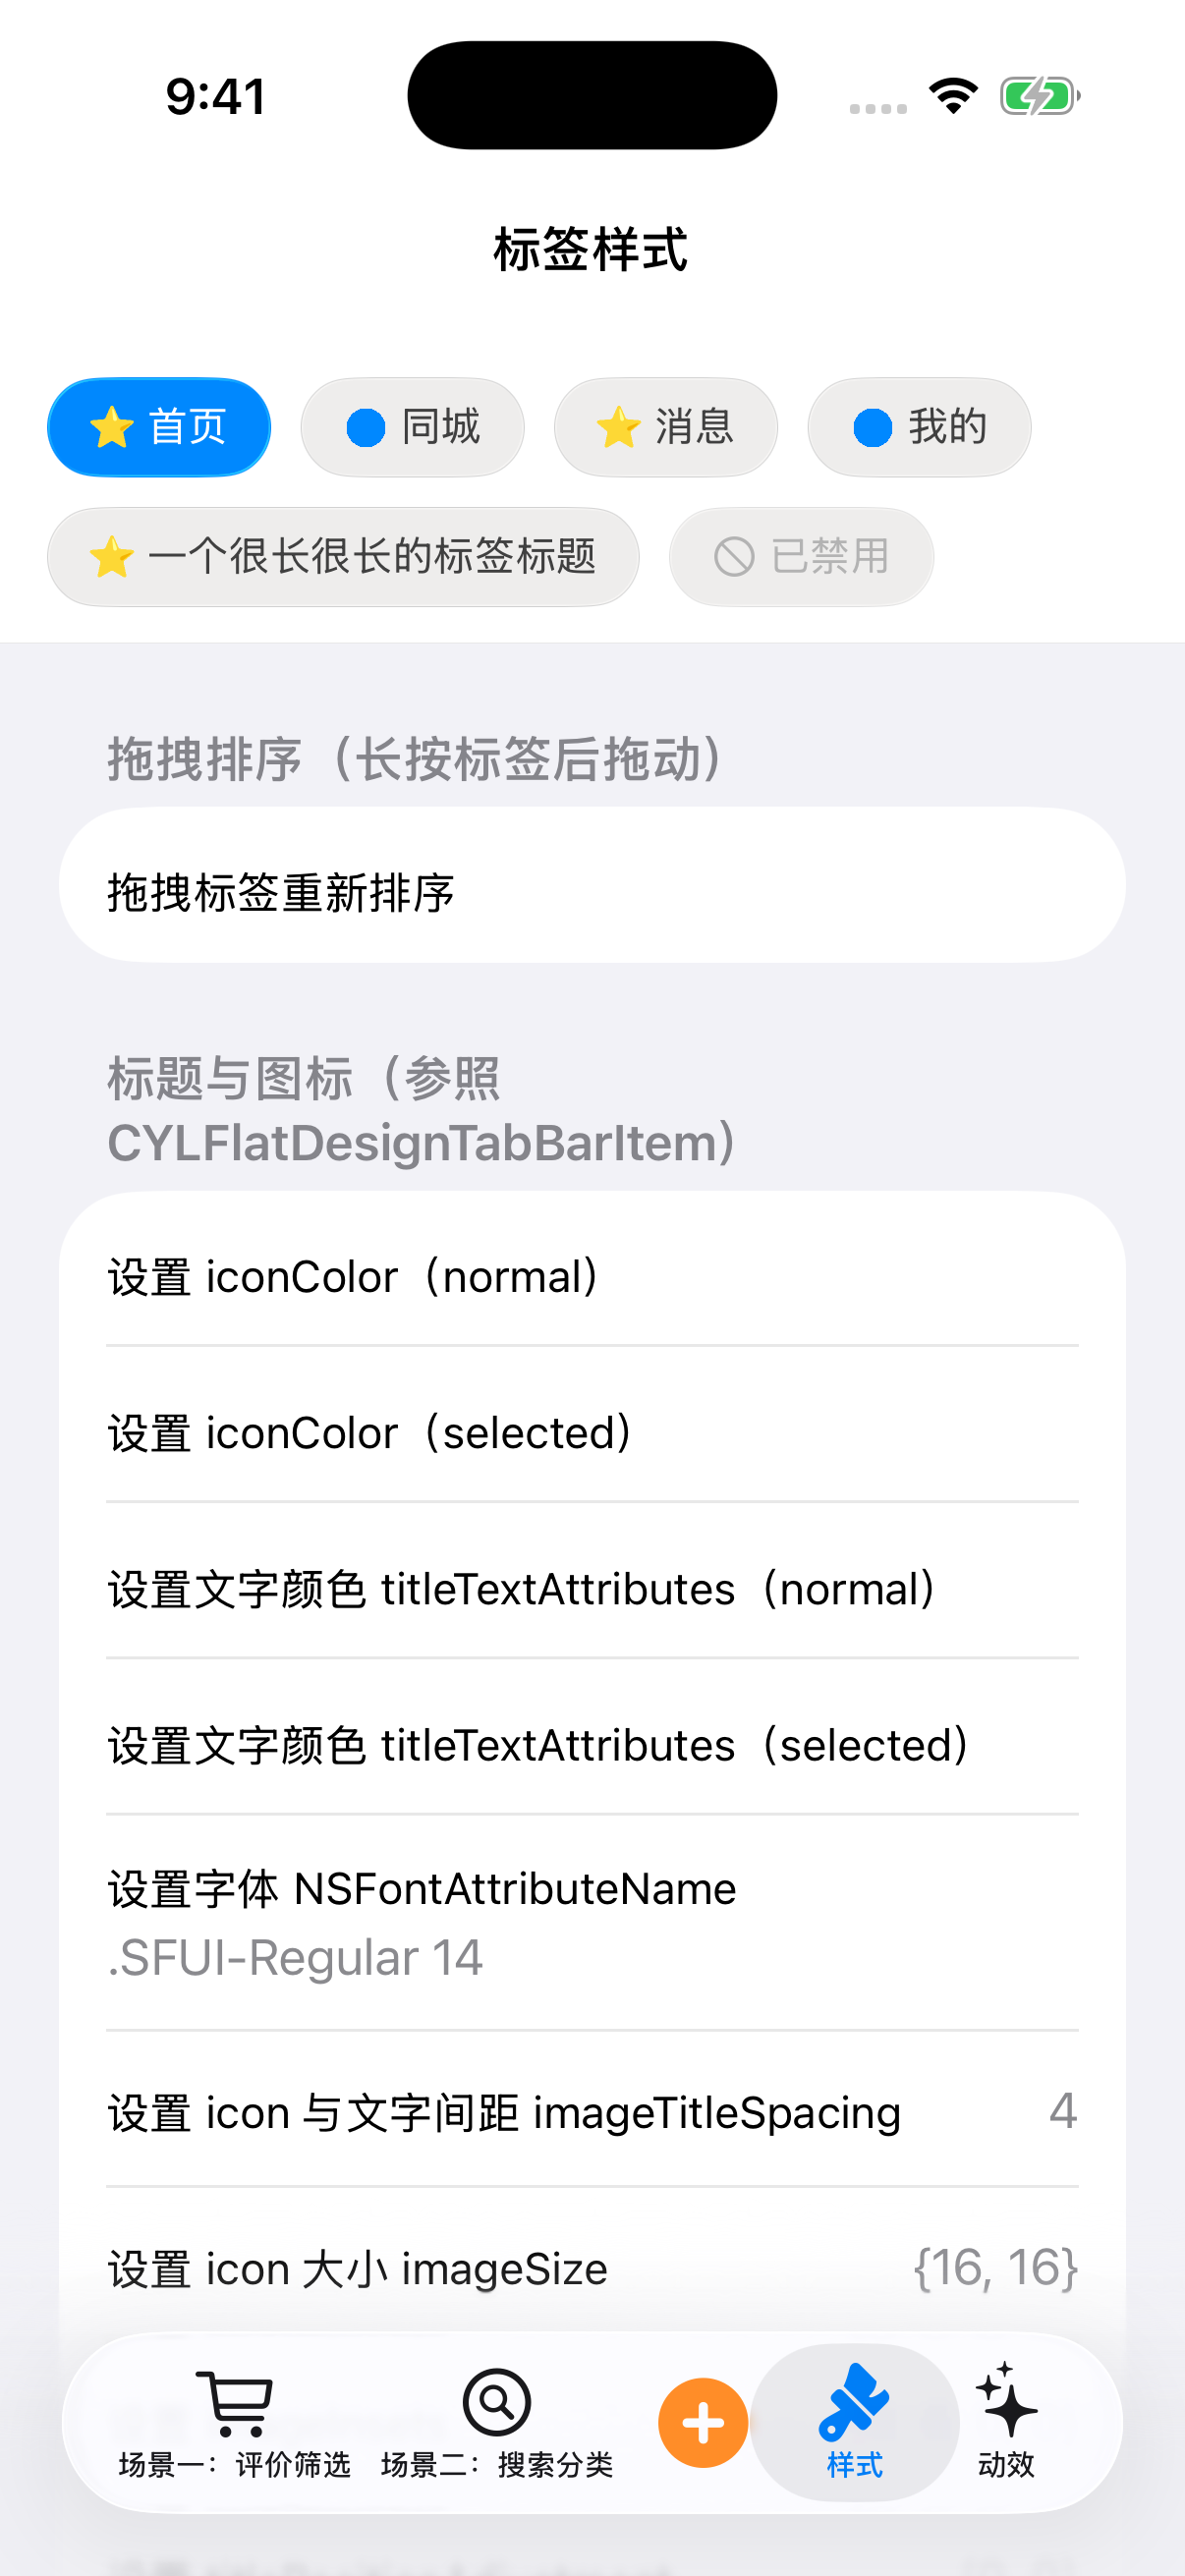 9:41
标签样式
首页
同城
消息
我的
一个很长很长的标签标题
已禁用
拖拽排序（长按标签后拖动）
拖拽标签重新排序
标题与图标（参照
CYLFlatDesignTabBarItem）
设置 iconColor（normal）
设置 iconColor（selected）
设置文字颜色 titleTextAttributes（normal）
设置文字颜色 titleTextAttributes（selected）
设置字体 NSFontAttributeName
.SFUI-Regular 14
设置 icon 与文字间距 imageTitleSpacing 4
设置 icon 大小 imageSize {16, 16}
场景一：评价筛选
场景二：搜索分类
样式
动效